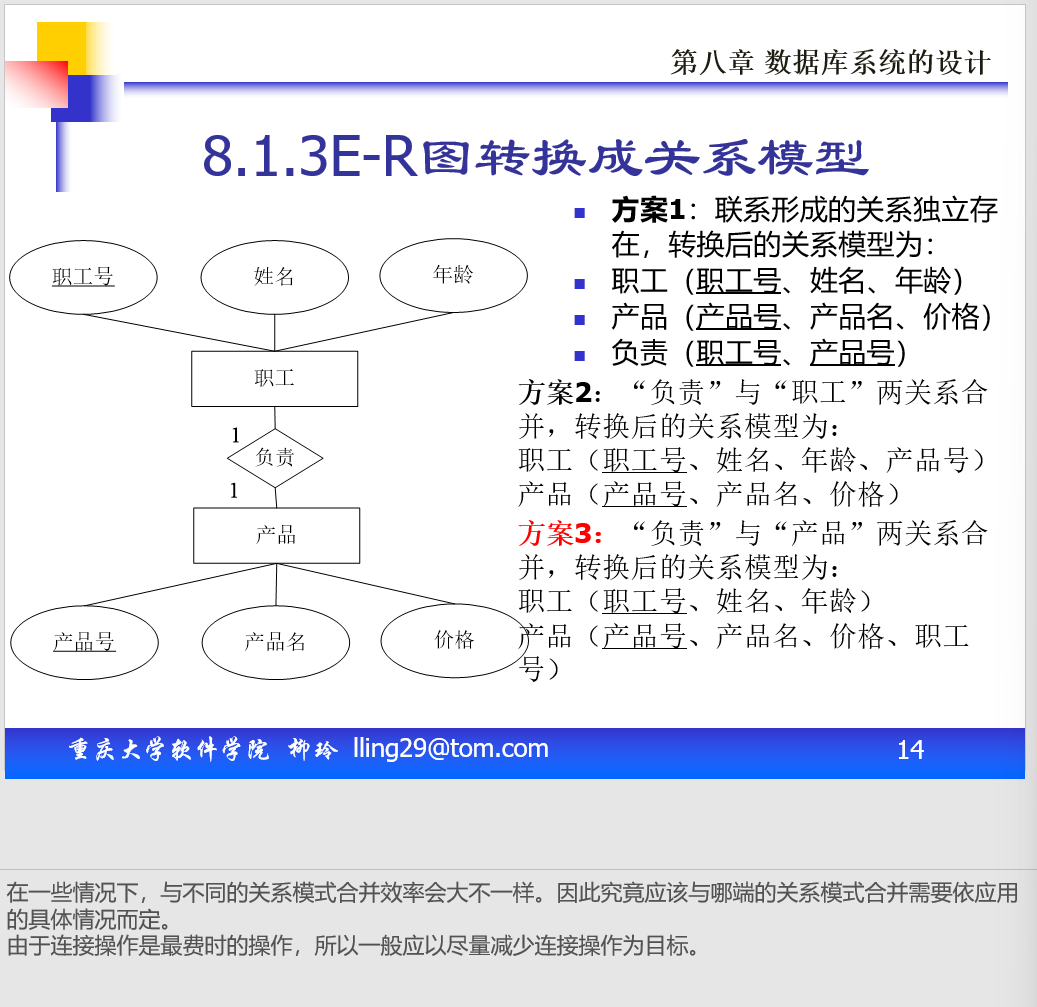 第八章 数据库系统的设计
8.1.3E-R图转换成关系模型
职工号
姓名
年龄
职工
1
负责
1
产品
产品号
产品名
价格
方案1：联系形成的关系独立存
在，转换后的关系模型为：
职工（职工号、姓名、年龄）
产品（产品号、产品名、价格）
负责（职工号、产品号）
方案2：“负责”与“职工”两关系合
并，转换后的关系模型为：
职工（职工号、姓名、年龄、产品号）
产品（产品号、产品名、价格）
方案3：“负责”与“产品”两关系合
并，转换后的关系模型为：
职工（职工号、姓名、年龄）
产品（产品号、产品名、价格、职工
号）
重庆大学软件学院 柳玲 lling29@tom.com
14
在一些情况下，与不同的关系模式合并效率会大不一样。因此究竟应该与哪端的关系模式合并需要依应用
的具体情况而定。
由于连接操作是最费时的操作，所以一般应以尽量减少连接操作为目标。